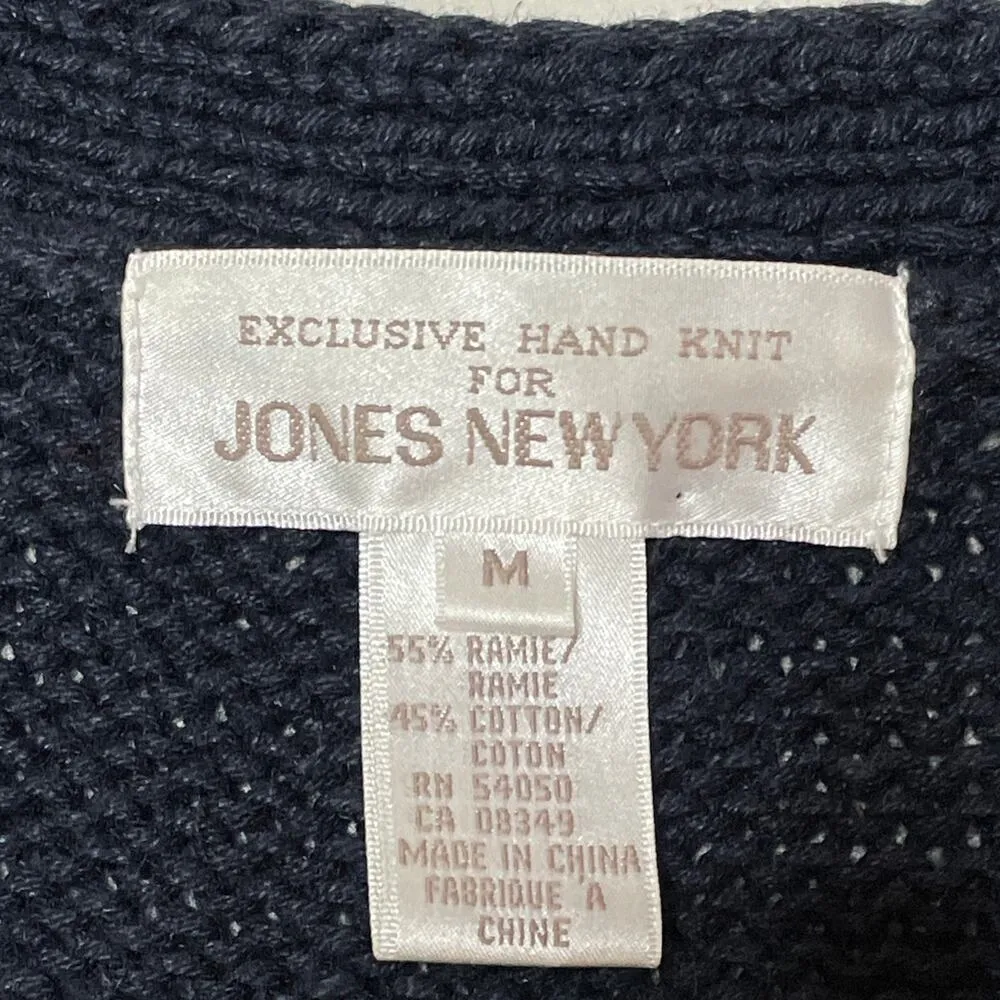 EXCLUSIVE HAND KNIT
FOR
JONES NEW YORK
M
55% RAMIE/
RAMIE
45% COTTON/
COTON
RN 54050
CA 08349
MADE IN CHINA
FABRIQUE A
CHINE